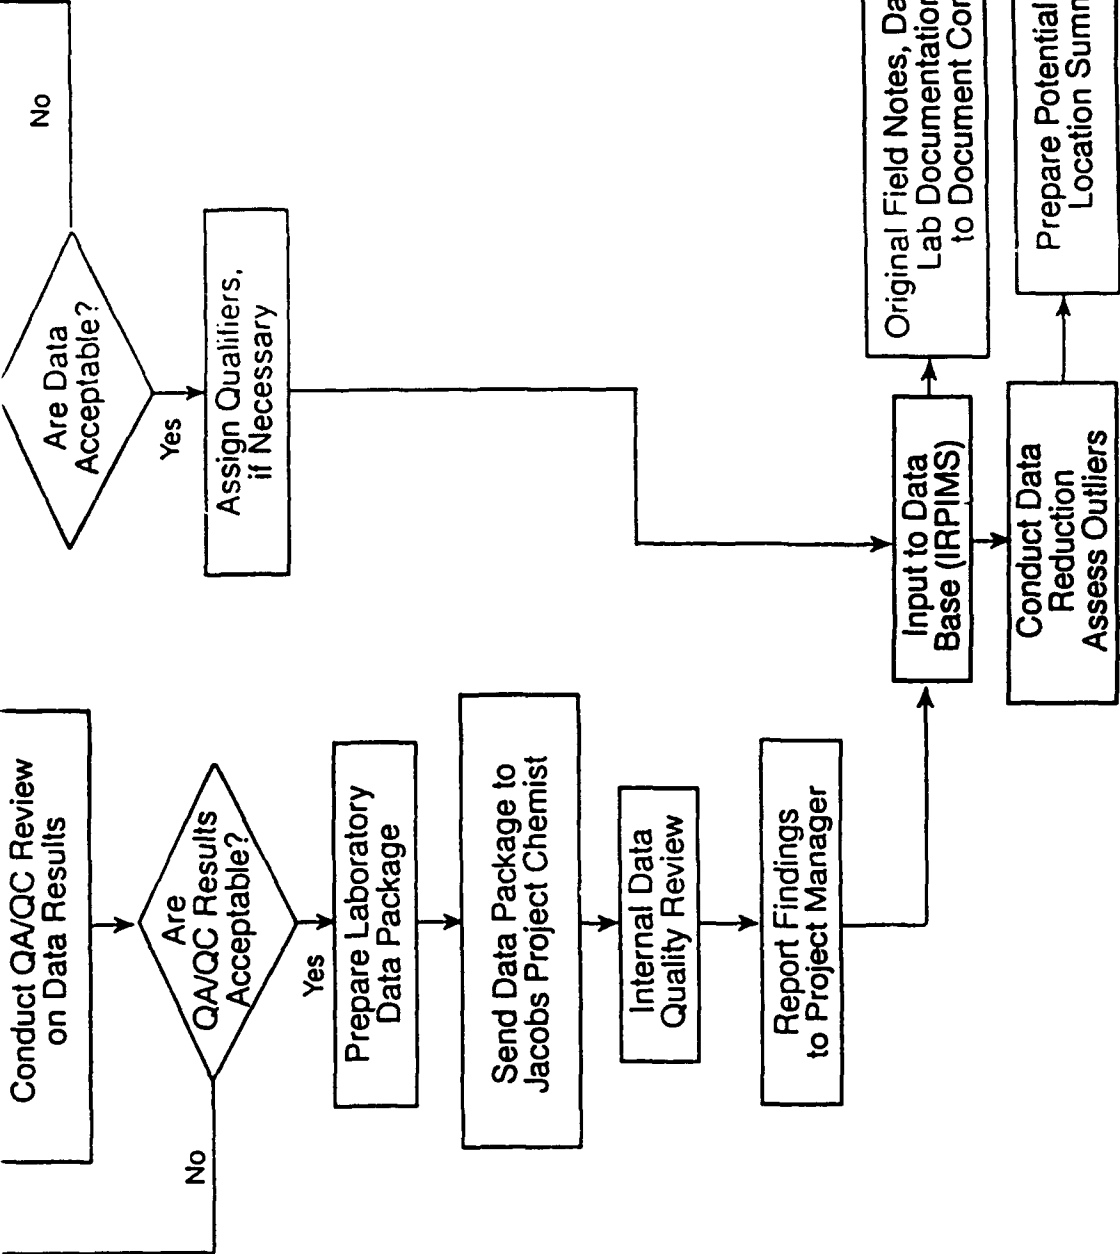 Conduct QA/QC Review
on Data Results
Are
QA/QC Results
Acceptable?
No
Yes
Prepare Laboratory
Data Package
Send Data Package to
Jacobs Project Chemist
Internal Data
Quality Review
Report Findings
to Project Manager
Are Data
Acceptable?
No
Yes
Assign Qualifiers,
if Necessary
Input to Data
Base (IRPIMS)
Original Field Notes, Da
Lab Documentation
to Document Con
Conduct Data
Reduction
Assess Outliers
Prepare Potential
Location Summ